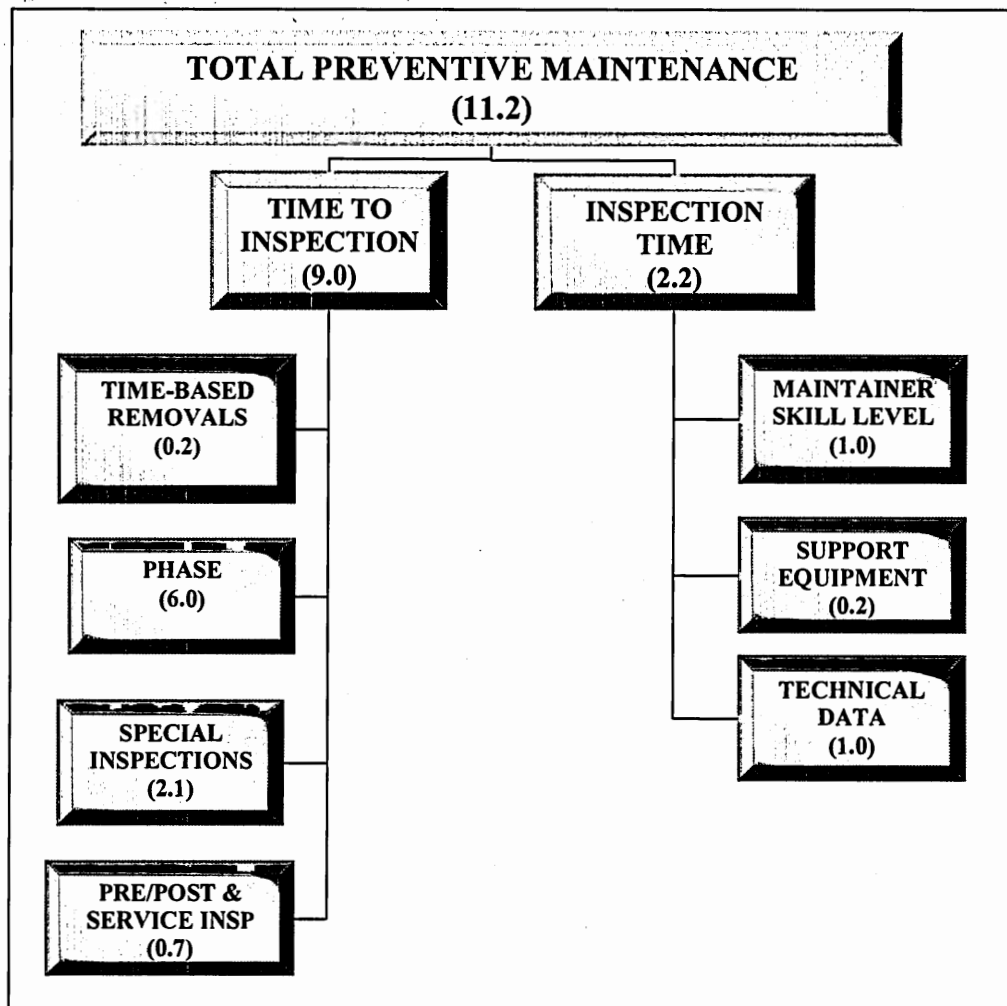 TOTAL PREVENTIVE MAINTENANCE
(11.2)
TIME TO
INSPECTION
(9.0)
INSPECTION
TIME
(2.2)
TIME-BASED
REMOVALS
(0.2)
PHASE
(6.0)
SPECIAL
INSPECTIONS
(2.1)
PRE/POST &
SERVICE INSP
(0.7)
MAINTAINER
SKILL LEVEL
(1.0)
SUPPORT
EQUIPMENT
(0.2)
TECHNICAL
DATA
(1.0)